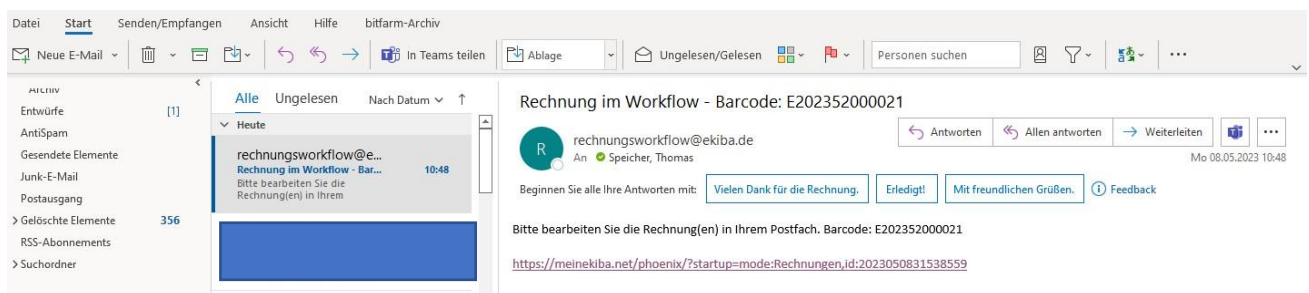 Datei Start Senden/Empfangen Ansicht Hilfe bitfarm-Archiv
Neue E-Mail In Teams teilen Ablage Ungelesen/Gelesen Personen suchen ...
Archiv
Entwürfe [1]
AntiSpam
Gesendete Elemente
Junk-E-Mail
Postausgang
> Gelöschte Elemente 356
RSS-Abonnements
> Suchordner
Alle Ungelesen Nach Datum ↑
Heute
rechnungsworkflow@e...
Rechnung im Workflow - Bar... 10:48
Bitte bearbeiten Sie die
Rechnung(en) in Ihrem
Rechnung im Workflow - Barcode: E202352000021
R
rechnungsworkflow@ekiba.de
An Speicher, Thomas
Antworten Allen antworten Weiterleiten ...
Mo 08.05.2023 10:48
Beginnen Sie alle Ihre Antworten mit: Vielen Dank für die Rechnung. Erledigt! Mit freundlichen Grüßen. Feedback
Bitte bearbeiten Sie die Rechnung(en) in Ihrem Postfach. Barcode: E202352000021
https://meinekiba.net/phoenix/?startup=mode:Rechnungen,id:2023050831538559